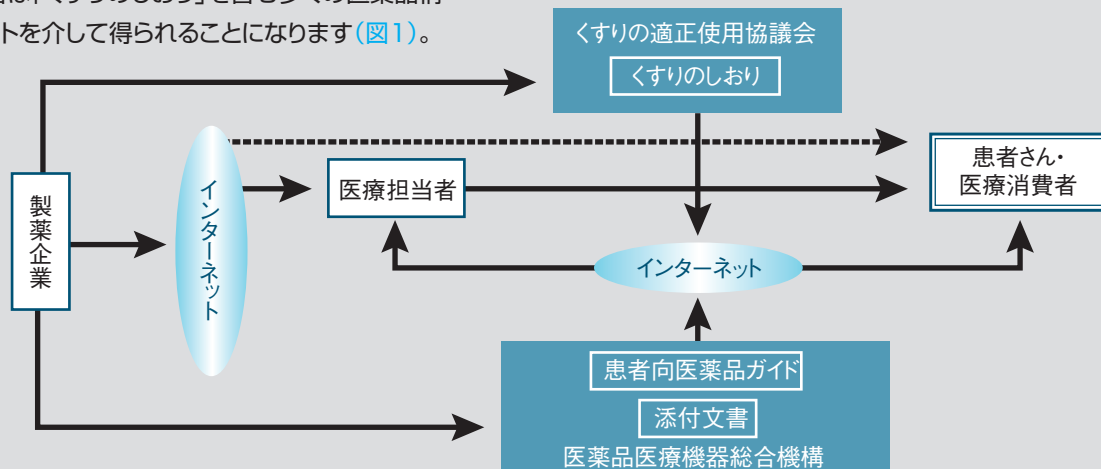 トを介して得られることになります(図1)。
くすりの適正使用協議会
くすりのしおり
患者さん・
医療消費者
医療担当者
インターネット
製薬企業
インターネット
患者向医薬品ガイド
添付文書
医薬品医療機器総合機構